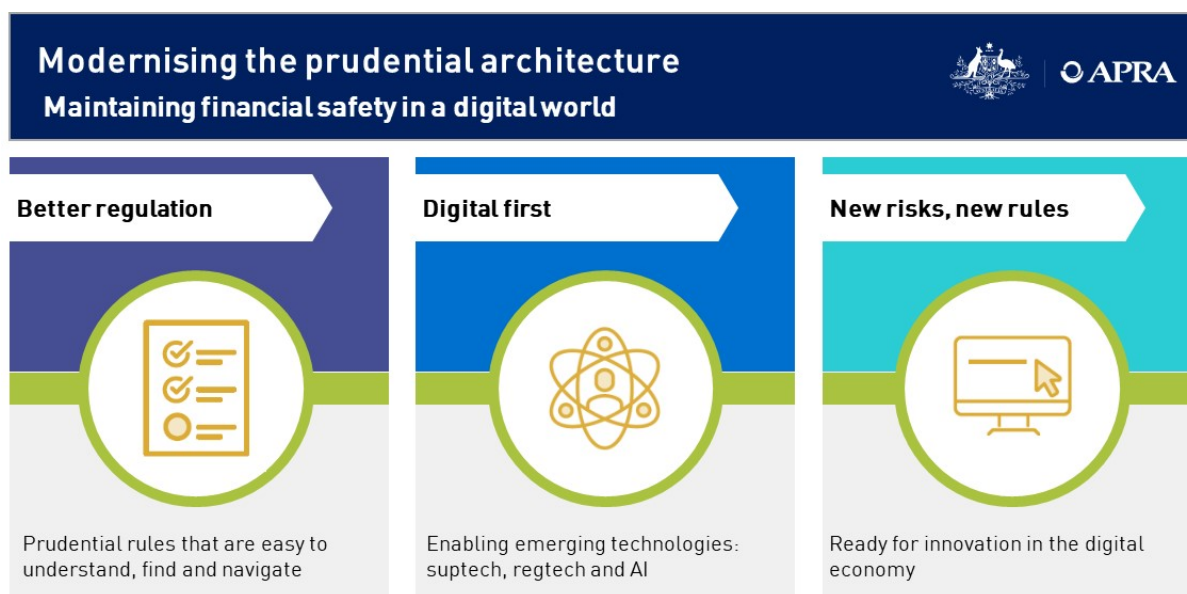 Modernising the prudential architecture
Maintaining financial safety in a digital world
APRA
Better regulation
Prudential rules that are easy to
understand, find and navigate
Digital first
Enabling emerging technologies:
suptech, regtech and AI
New risks, new rules
Ready for innovation in the digital
economy